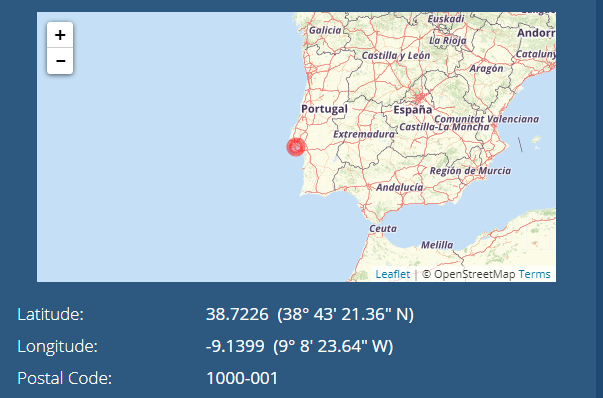 +
−
Euskadi
Galicia
La Rioja
Andorr
Castilla y León
Cataluny
Aragón
Portugal
España
Comunitat Valenciana
Castilla-La Mancha
Extremadura
Región de Murcia
Andalucía
Ceuta
Melilla
Leaflet | © OpenStreetMap Terms
Latitude: 38.7226 (38° 43' 21.36" N)
Longitude: -9.1399 (9° 8' 23.64" W)
Postal Code: 1000-001